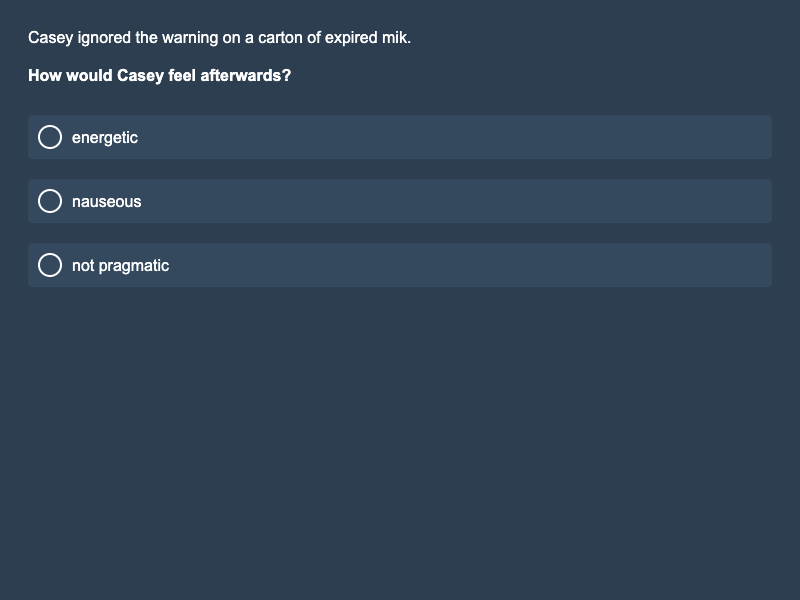 Casey ignored the warning on a carton of expired mik.
How would Casey feel afterwards?
energetic
nauseous
not pragmatic